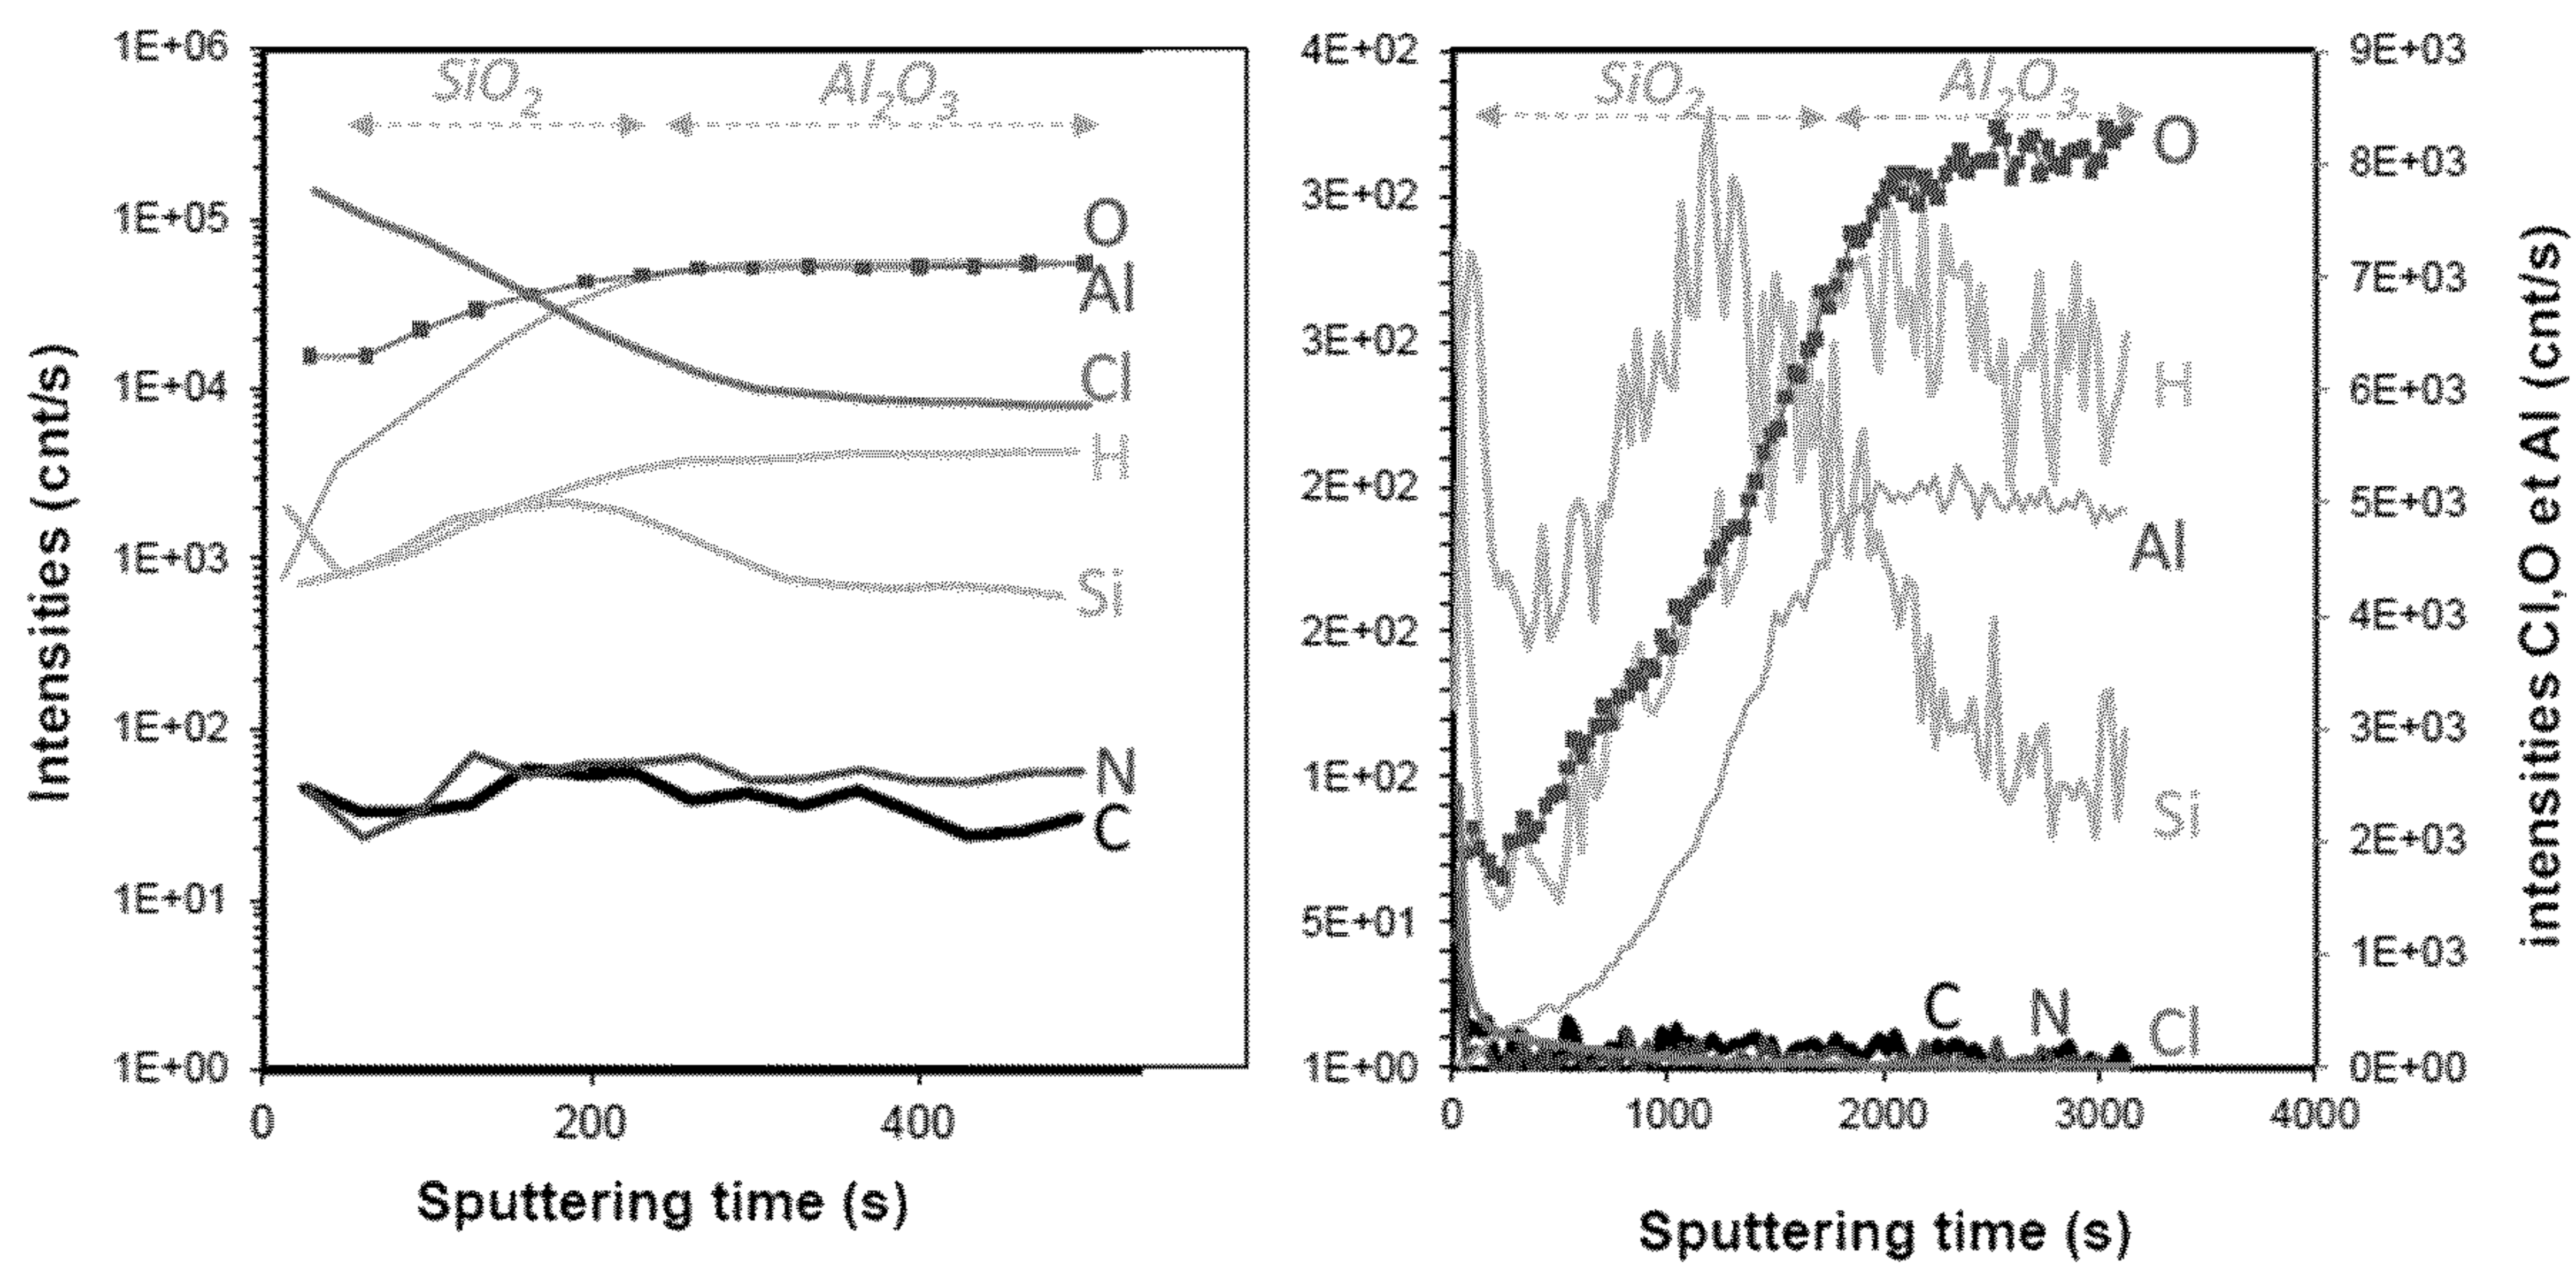 Intensities (cnt/s)
1E+06
1E+05
1E+04
1E+03
1E+02
1E+01
1E+00
SiO2
Al2O3
O
Al
Cl
H
Si
N
C
0
200
400
Sputtering time (s)
4E+02
3E+02
3E+02
2E+02
2E+02
1E+02
5E+01
1E+00
SiO2
Al2O3
O
H
Al
Si
C
N
Cl
9E+03
8E+03
7E+03
6E+03
5E+03
4E+03
3E+03
2E+03
1E+03
0E+00
intensities Cl,O et Al (cnt/s)
0
1000
2000
3000
4000
Sputtering time (s)